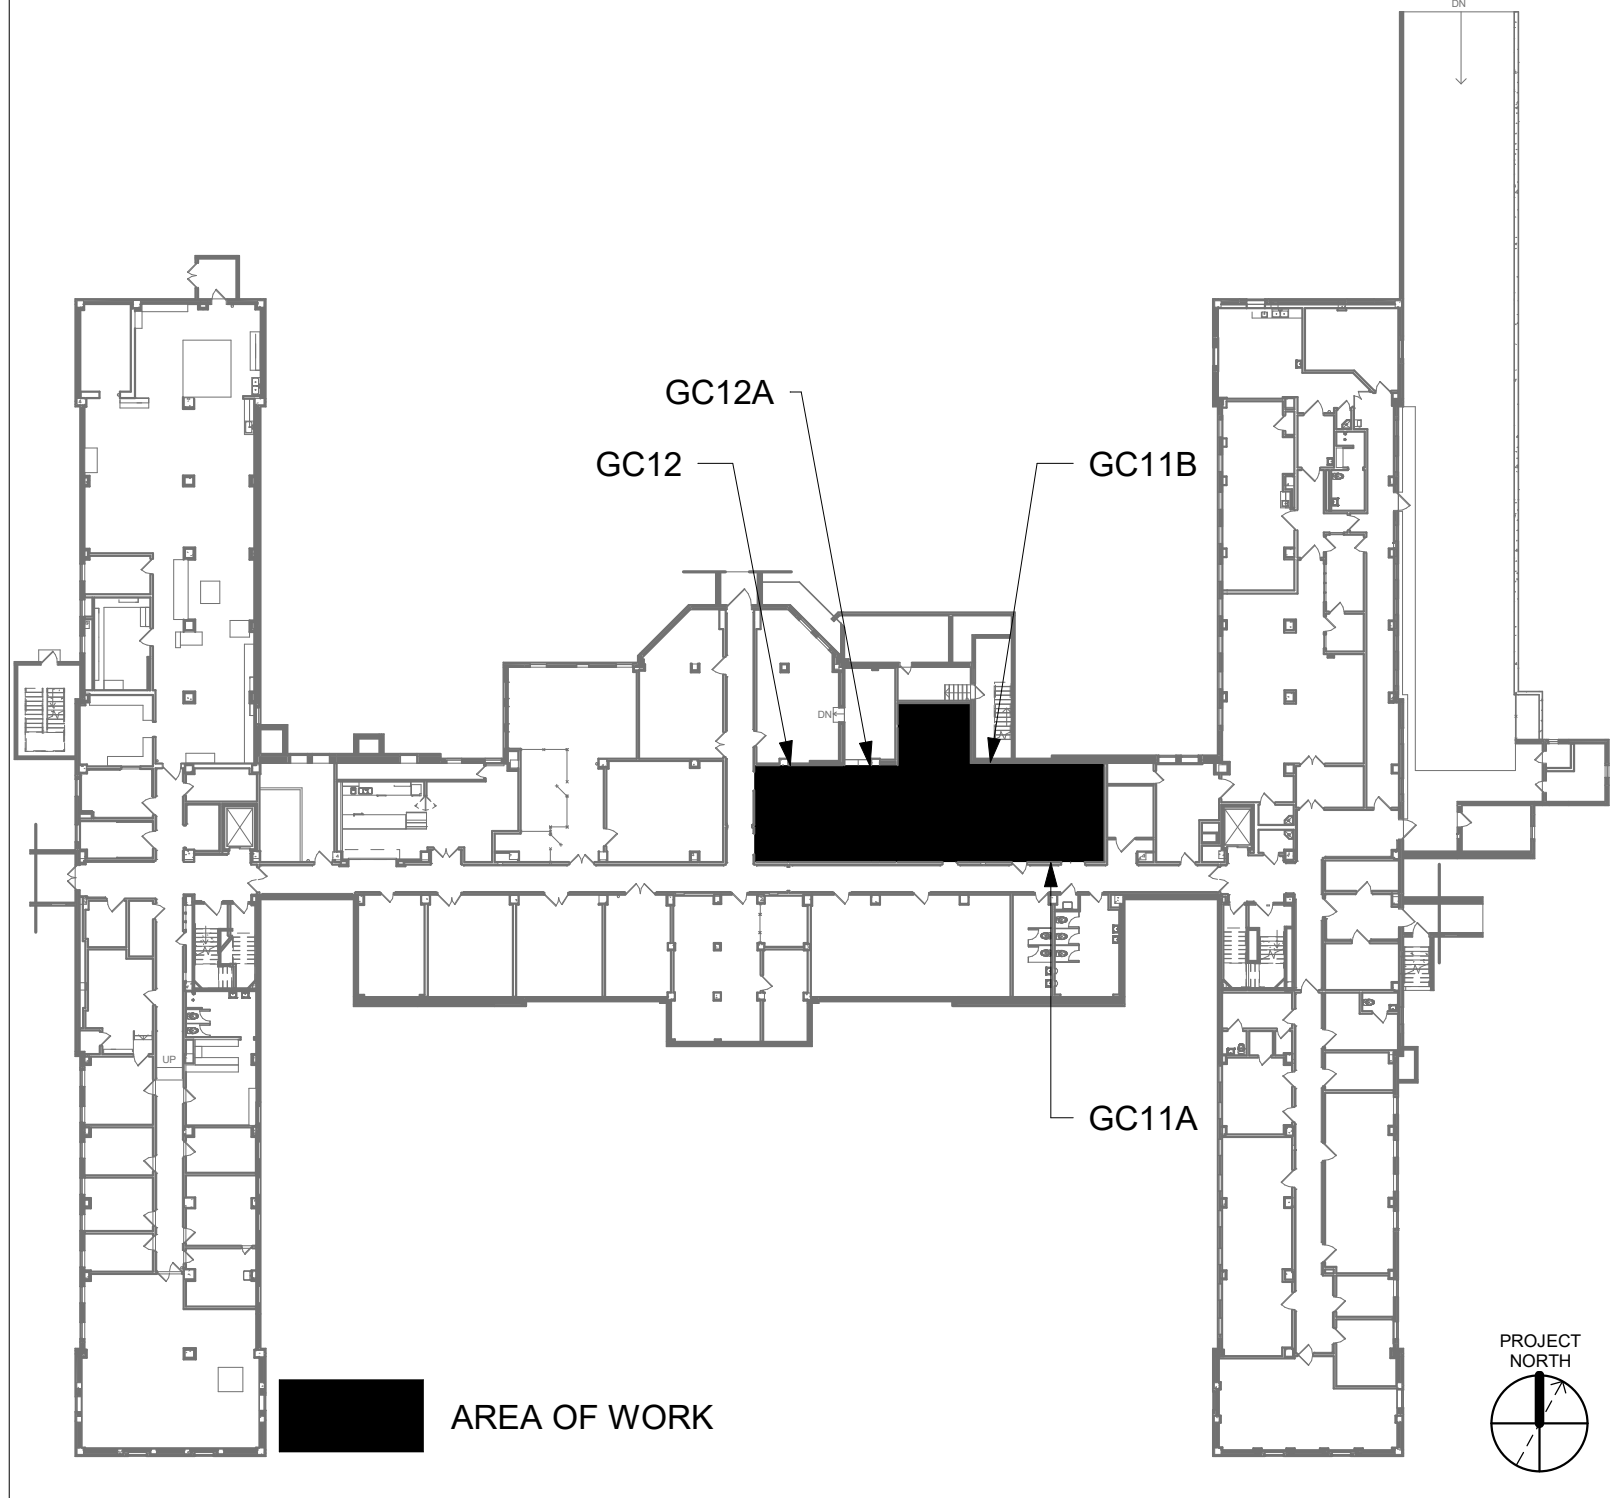 DN
GC12A
GC12
GC11B
DN
UP
GC11A
PROJECT
NORTH
AREA OF WORK